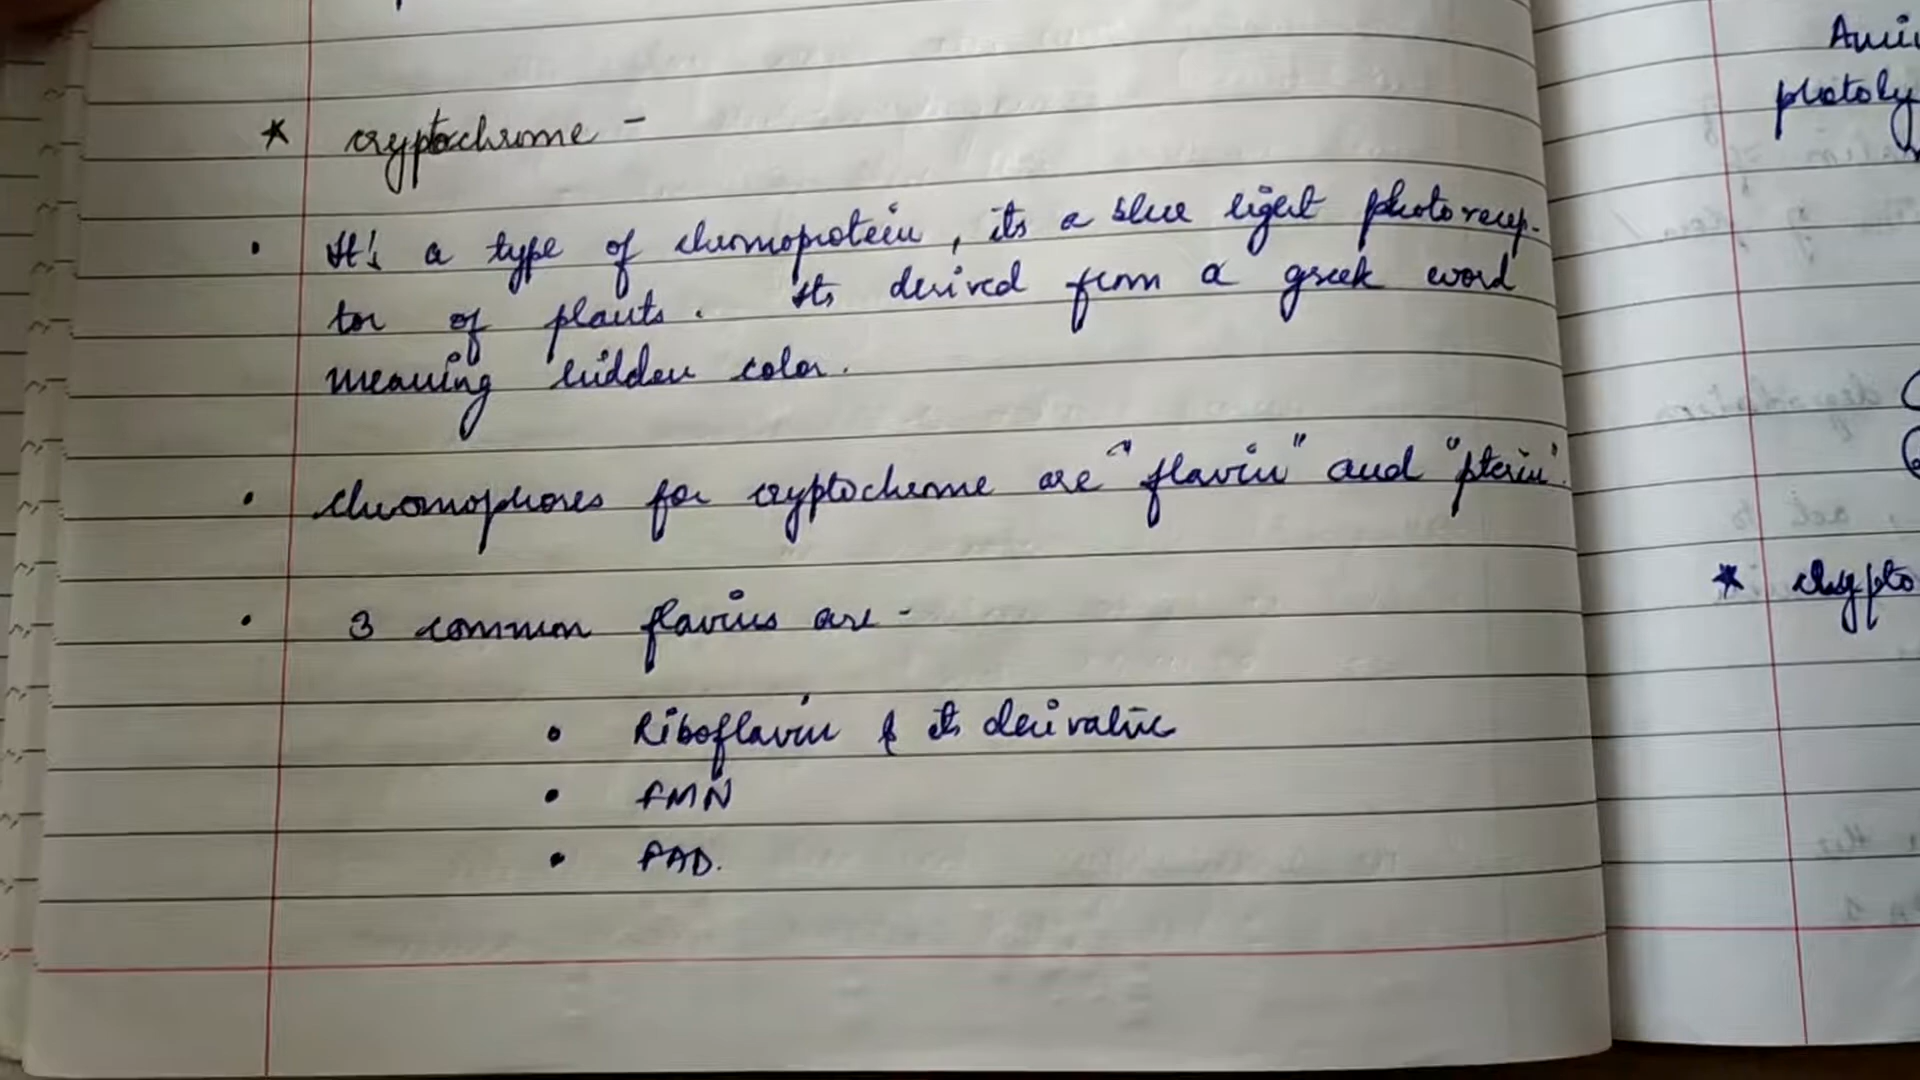 * cryptochrome -
• It's a type of chromoprotein, its a blue light photorecep-
tor of plants. Its derived from a greek word
meaning hidden color.
• chromophores for cryptochrome are "flavin" and "pterin".
• 3 common flavins are -
• Riboflavin & its derivative
• FMN
• FAD.
photoly
* crypto